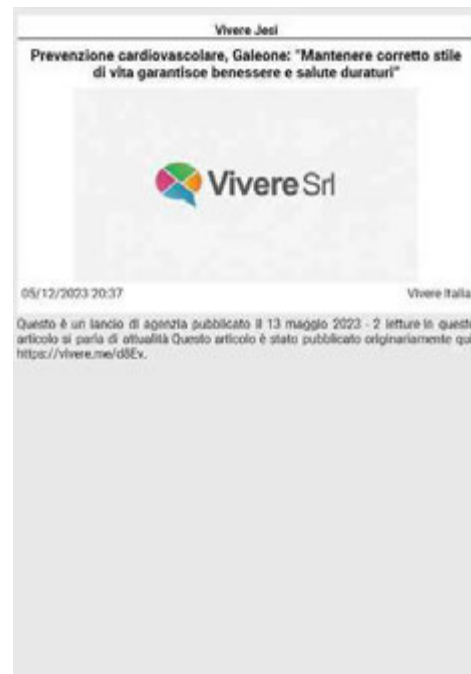 Vivere Jesi
Prevenzione cardiovascolare, Galeone: "Mantenere corretto stile
di vita garantisce benessere e salute duraturi"
Vivere Srl
05/12/2023 20:37
Vivere Italia
Questo è un lancio di agenzia pubblicato il 13 maggio 2023 - 2 letture in questo
articolo si parla di attualità Questo articolo è stato pubblicato originariamente qui
https://vivere.me/d8Ev.